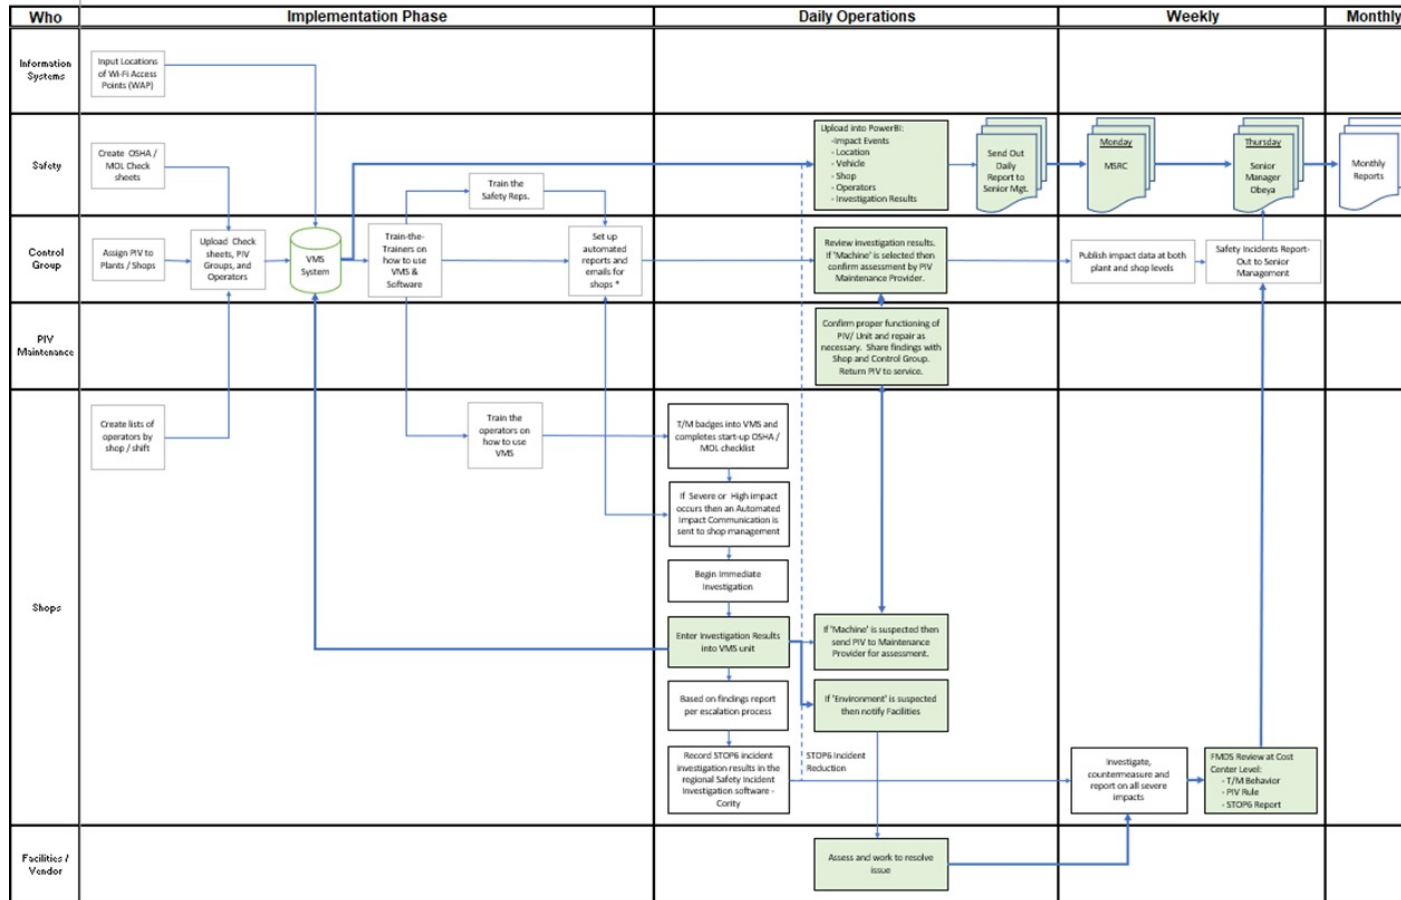 Who
Implementation Phase
Daily Operations
Weekly
Monthly
Information
Systems
Input Locations
of Wi-Fi Access
Points (WAP)
Safety
Create OSHA /
MOL Check
sheets
Train the
Safety Reps.
Upload into PowerBi:
-Impact Events
- Location
- Vehicle
- Shop
- Operators
- Investigation Results
Send Out
Daily
Report to
Senior Mgt.
Monday
MSRC
Thursday
Senior
Manager
Obeya
Monthly
Reports
Control
Group
Assign PIV to
Plants / Shops
Upload Check
sheets, PIV
Groups, and
Operators
VMS
System
Train-the-
Trainers on
how to use
VMS &
Software
Set up
automated
reports and
emails for
shops *
Review investigation results.
If 'Machine' is selected then
confirm assessment by PIV
Maintenance Provider.
Publish impact data at both
plant and shop levels
Safety Incidents Report-
Out to Senior
Management
PIV
Maintenance
Confirm proper functioning of
PIV/ Unit and repair as
necessary. Share findings with
Shop and Control Group.
Return PIV to service.
Shops
Create lists of
operators by
shop / shift
Train the
operators on
how to use
VMS
T/M badges into VMS and
completes start-up OSHA /
MOL checklist
If Severe or High impact
occurs then an Automated
Impact Communication is
sent to shop management
Begin Immediate
Investigation
Enter Investigation Results
into VMS unit
If 'Machine' is suspected then
send PIV to Maintenance
Provider for assessment.
Based on findings report
per escalation process
If 'Environment' is suspected
then notify Facilities
Record STOP6 incident
investigation results in the
regional Safety Incident
Investigation software -
Cority
STOP6 Incident
Reduction
Investigate,
countermeasure and
report on all severe
impacts
FMDS Review at Cost
Center Level:
- T/M Behavior
- PIV Rule
- STOP6 Report
Facilities /
Vendor
Assess and work to resolve
issue